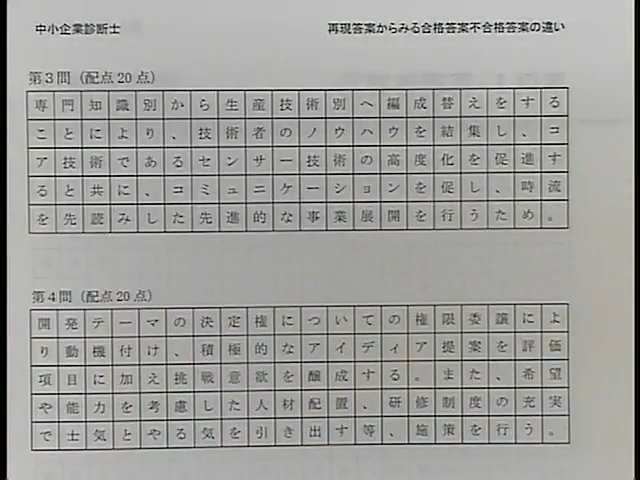 中小企業診断士
再現答案からみる合格答案不合格答案の違い
第3問（配点20点）
専門知識別から生産技術別へ編成替えをする
ことにより、技術者のノウハウを結集し、コ
ア技術であるセンサー技術の高度化を促進す
ると共に、コミュニケーションを促し、時流
を先読みした先進的な事業展開を行うため。
第4問（配点20点）
開発テーマの決定権についての権限委譲によ
り動機付け、積極的なアイディア提案を評価
項目に加え挑戦意欲を醸成する。また、希望
や能力を考慮した人材配置、研修制度の充実
で士気とやる気を引き出す等、施策を行う。